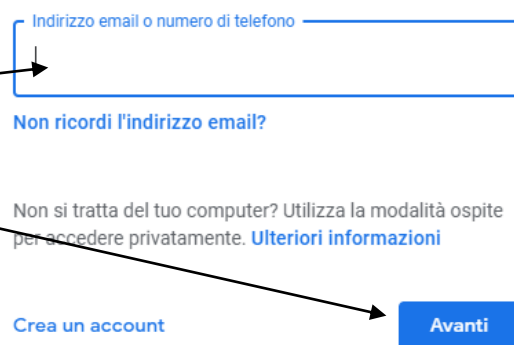 Indirizzo email o numero di telefono
Non ricordi l'indirizzo email?
Non si tratta del tuo computer? Utilizza la modalità ospite
per accedere privatamente. Ulteriori informazioni
Crea un account
Avanti